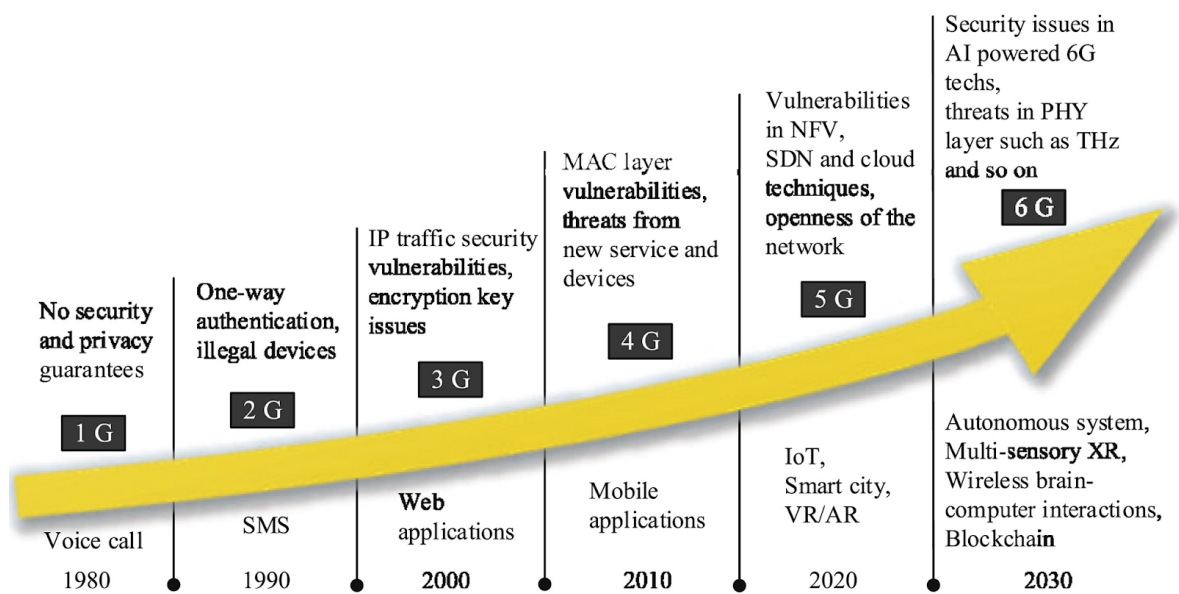 No security
and privacy
guarantees
1 G
Voice call
1980
One-way
authentication,
illegal devices
2 G
SMS
1990
IP traffic security
vulnerabilities,
encryption key
issues
3 G
Web
applications
2000
MAC layer
vulnerabilities,
threats from
new service and
devices
4 G
Mobile
applications
2010
Vulnerabilities
in NFV,
SDN and cloud
techniques,
openness of the
network
5 G
IoT,
Smart city,
VR/AR
2020
Security issues in
AI powered 6G
techs,
threats in PHY
layer such as THz
and so on
6 G
Autonomous system,
Multi-sensory XR,
Wireless brain-
computer interactions,
Blockchain
2030